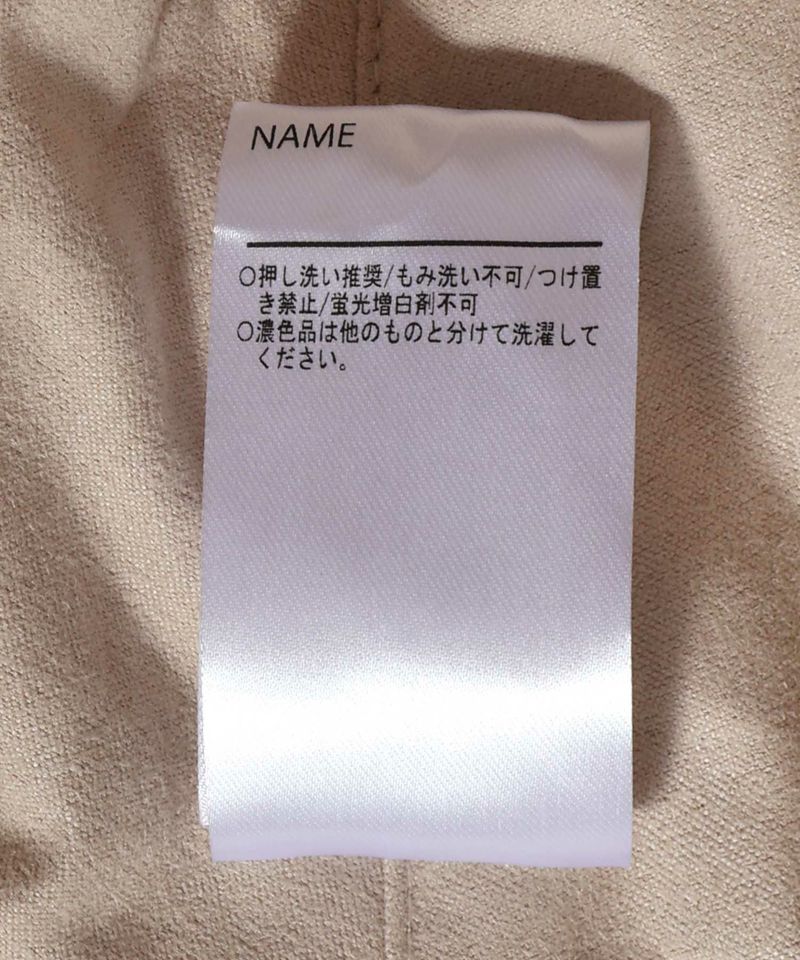 NAME
○押し洗い推奨/もみ洗い不可/つけ置
き禁止/蛍光増白剤不可
○濃色品は他のものと分けて洗濯して
ください。